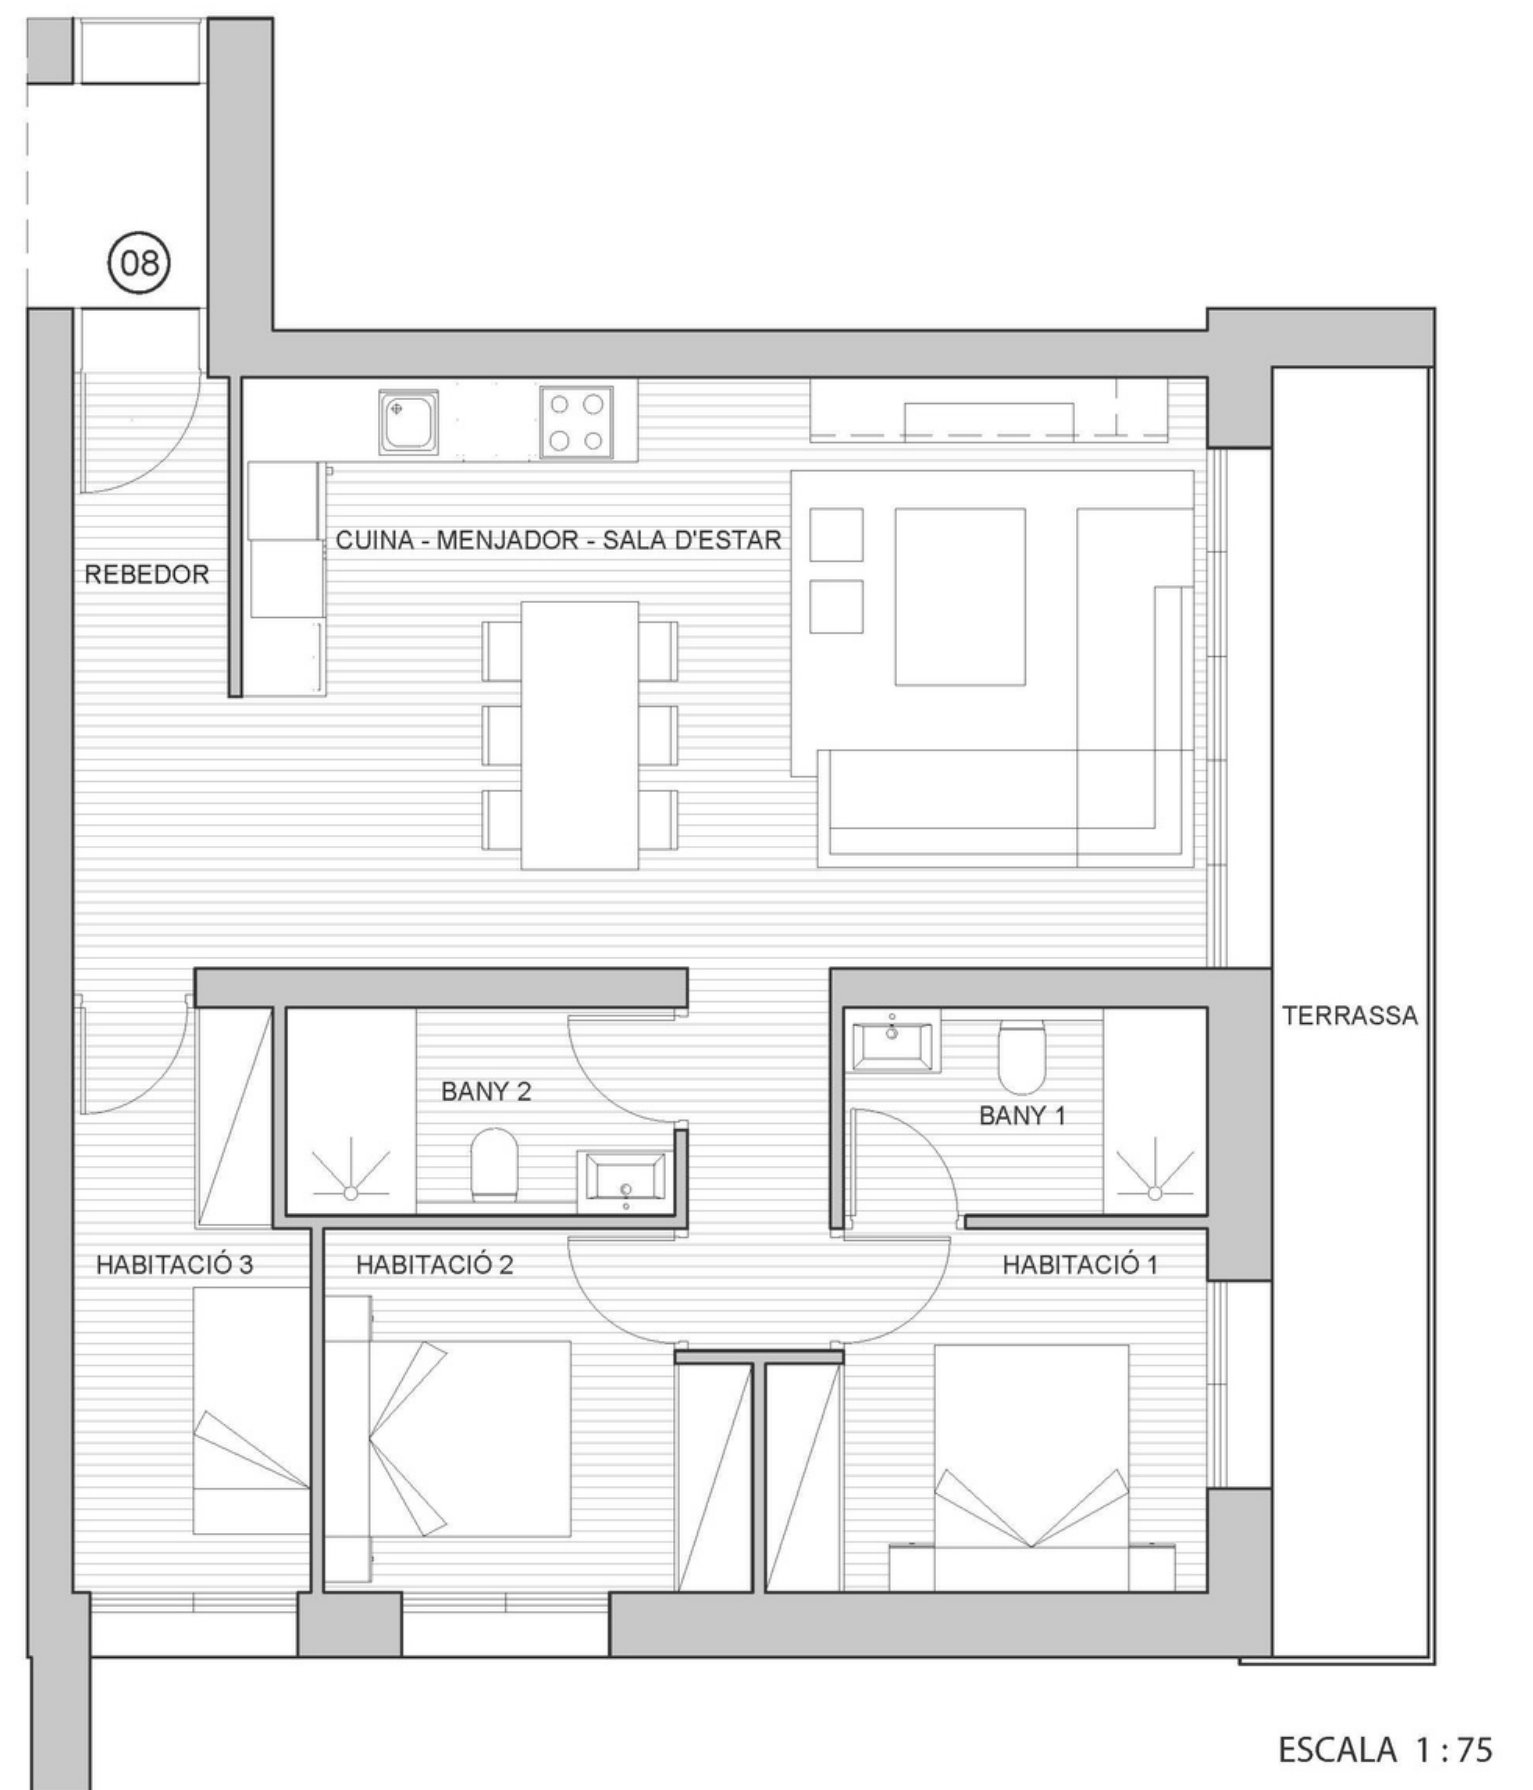 08
CUINA - MENJADOR - SALA D'ESTAR
REBEDOR
TERRASSA
BANY 2
BANY 1
HABITACIÓ 3
HABITACIÓ 2
HABITACIÓ 1
ESCALA 1 : 75